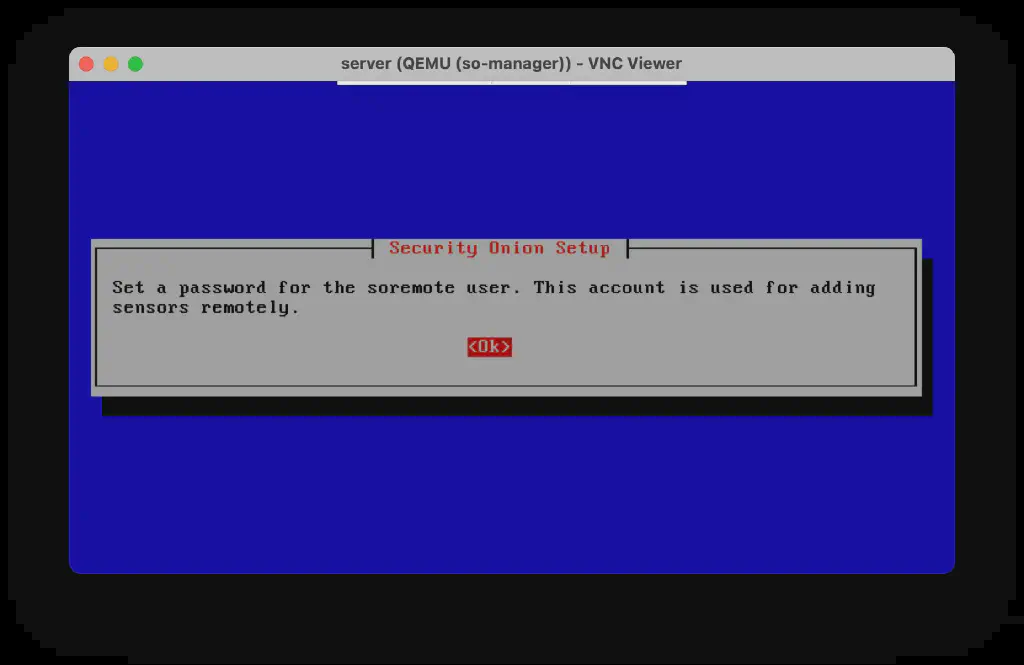 server (QEMU (so-manager)) - VNC Viewer
Security Onion Setup
Set a password for the soremote user. This account is used for adding
sensors remotely.
<Ok>